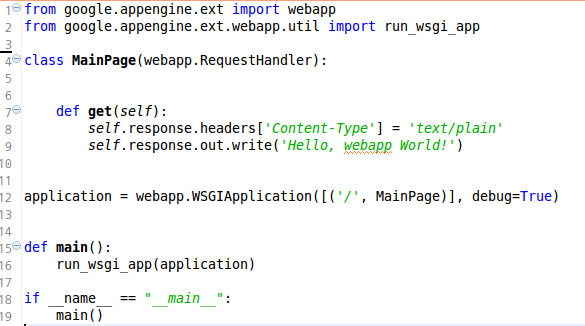 1 from google.appengine.ext import webapp
2 from google.appengine.ext.webapp.util import run_wsgi_app
3
4 class MainPage(webapp.RequestHandler):
5
6
7     def get(self):
8         self.response.headers['Content-Type'] = 'text/plain'
9         self.response.out.write('Hello, webapp World!')
10
11
12 application = webapp.WSGIApplication([('/', MainPage)], debug=True)
13
14
15 def main():
16     run_wsgi_app(application)
17
18 if __name__ == "__main__":
19     main()